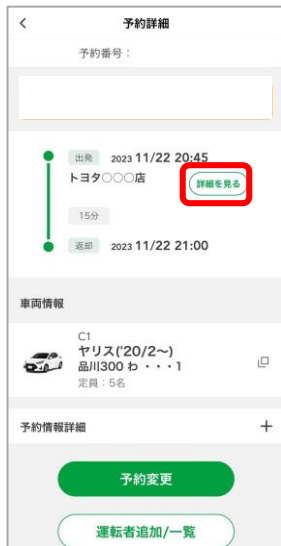 予約詳細
予約番号：
出発 2023 11/22 20:45
トヨタ○○○店
詳細を見る
15分
返却 2023 11/22 21:00
車両情報
C1
ヤリス('20/2～)
品川300 わ ・・・1
定員：5名
予約情報詳細
予約変更
運転者追加/一覧